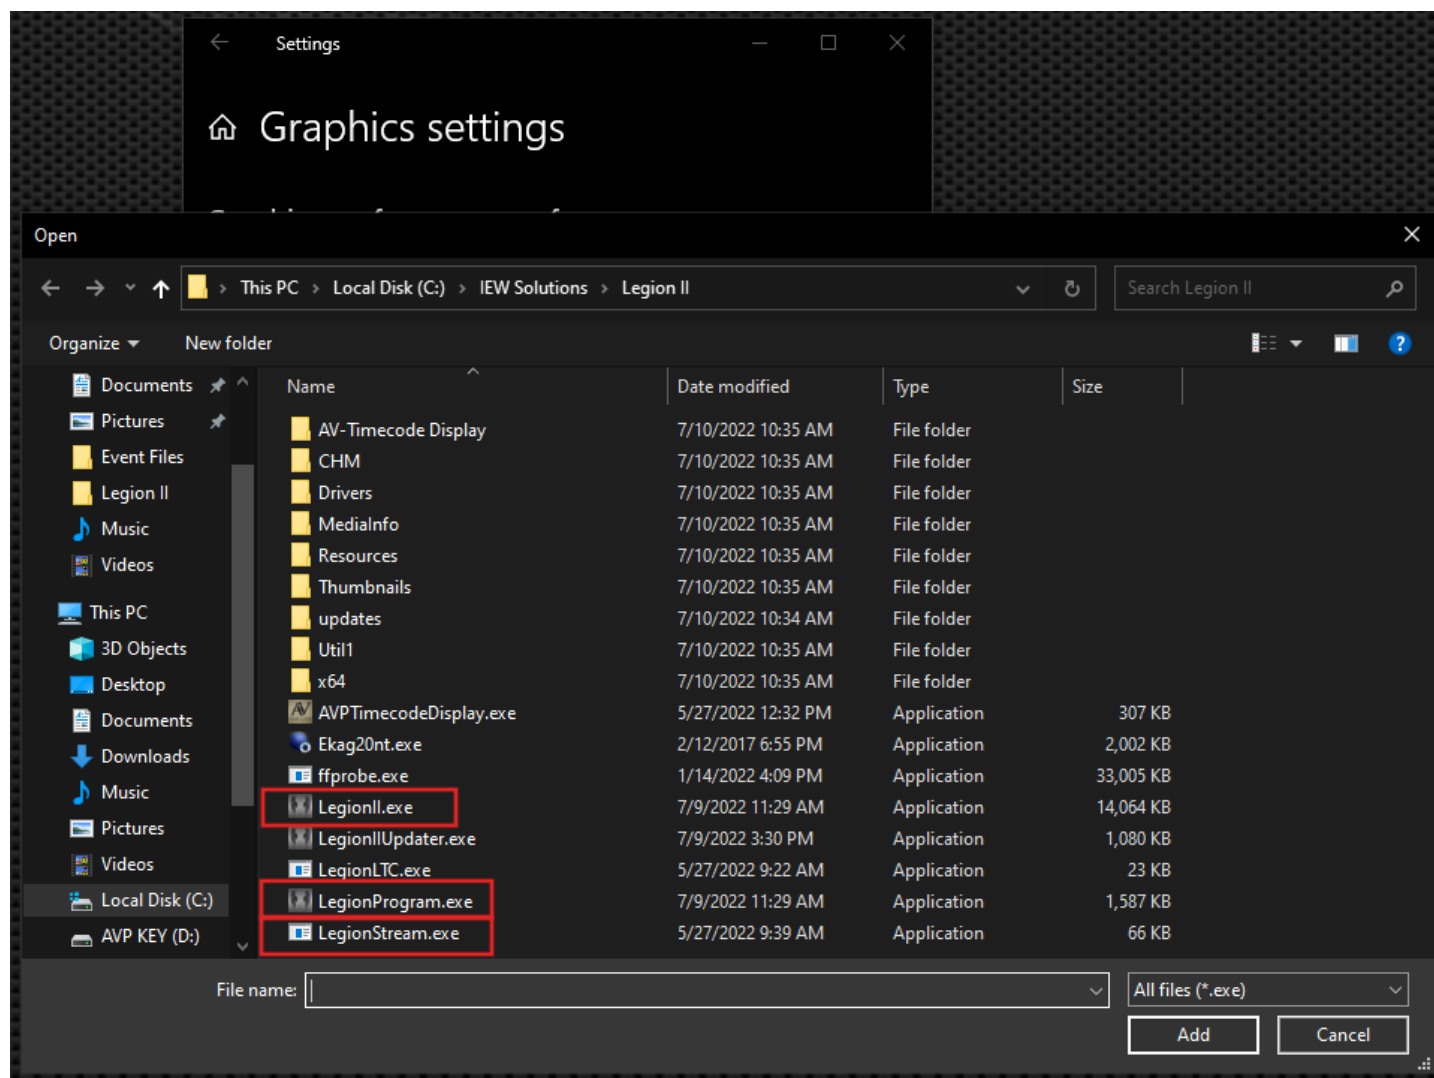 Settings
Graphics settings
Open
This PC > Local Disk (C:) > IEW Solutions > Legion II
Search Legion II
Organize
New folder
Documents
Pictures
Event Files
Legion II
Music
Videos
This PC
3D Objects
Desktop
Documents
Downloads
Music
Pictures
Videos
Local Disk (C:)
AVP KEY (D:)
Name Date modified Type Size
AV-Timecode Display 7/10/2022 10:35 AM File folder
CHM 7/10/2022 10:35 AM File folder
Drivers 7/10/2022 10:35 AM File folder
MediaInfo 7/10/2022 10:35 AM File folder
Resources 7/10/2022 10:35 AM File folder
Thumbnails 7/10/2022 10:35 AM File folder
updates 7/10/2022 10:34 AM File folder
Util1 7/10/2022 10:35 AM File folder
x64 7/10/2022 10:35 AM File folder
AVPTimecodeDisplay.exe 5/27/2022 12:32 PM Application 307 KB
Ekag20nt.exe 2/12/2017 6:55 PM Application 2,002 KB
ffprobe.exe 1/14/2022 4:09 PM Application 33,005 KB
LegionII.exe 7/9/2022 11:29 AM Application 14,064 KB
LegionIIUpdater.exe 7/9/2022 3:30 PM Application 1,080 KB
LegionLTC.exe 5/27/2022 9:22 AM Application 23 KB
LegionProgram.exe 7/9/2022 11:29 AM Application 1,587 KB
LegionStream.exe 5/27/2022 9:39 AM Application 66 KB
File name:
All files (*.exe)
Add
Cancel